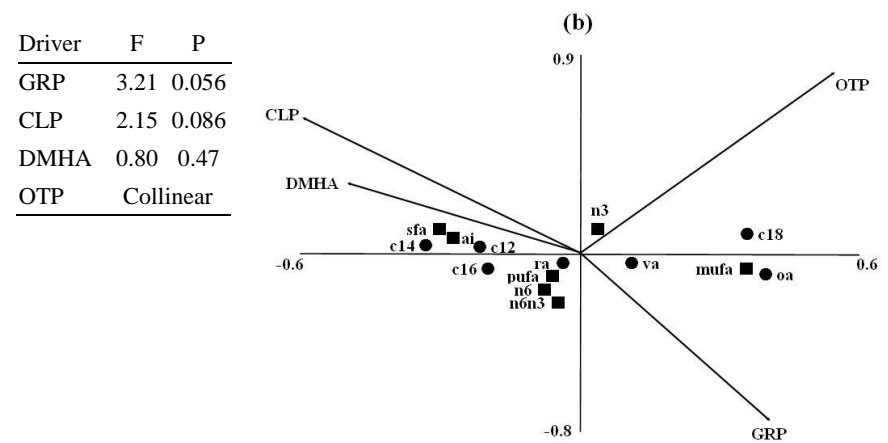 Driver F P
GRP 3.21 0.056
CLP 2.15 0.086
DMHA 0.80 0.47
OTP Collinear
(b)
0.9
OTP
CLP
DMHA
n3
sfa
ai
c18
c14
c12
-0.6
0.6
c16
ra
va
mufa
oa
pufa
n6
n6n3
-0.8
GRP